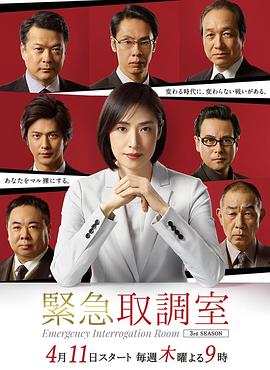 変わる時代に、変わらない戦いがある。
あなたをマル裸にする。
緊急取調室
Emergency Interrogation Room 3rd SEASON
4月11日スタート 毎週木曜よる9時